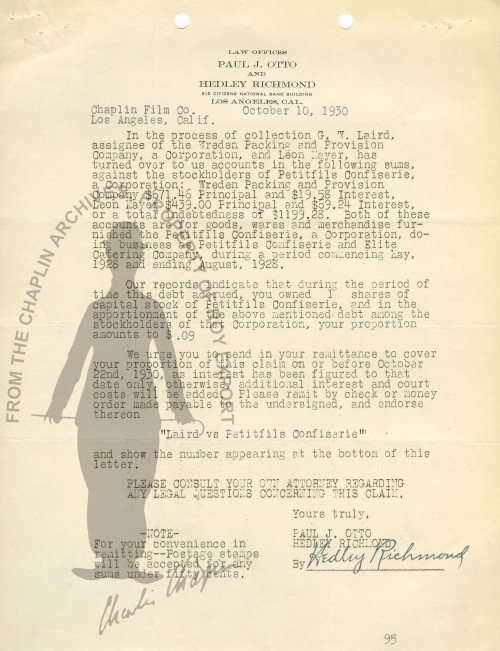 LAW OFFICES
PAUL J. OTTO
AND
HEDLEY RICHMOND
CITIZENS NATIONAL BANK BUILDING
LOS ANGELES, CAL.
Chaplin Film Co. October 10, 1930
Los Angeles, Calif.
In the process of collection G. W. Laird,
assignee of the Wreden Packing and Provision
Company, a Corporation, and Leon Mayer, has
turned over to us accounts in the following sums,
against the stockholders of Petitfils Confiserie,
a Corporation: Wreden Packing and Provision
Company $671.46 Principal and $19.58 Interest,
Leon Mayer $439.00 Principal and $69.24 Interest,
or a total indebtedness of $1199.28. Both of these
accounts are for goods, wares and merchandise fur-
nished the Petitfils Confiserie, a Corporation, do-
ing business as Petitfils Confiserie and Elite
Catering Company, during a period commencing May,
1928 and ending August, 1928.
Our records indicate that during the period of
time this debt accrued, you owned 1 shares of
capital stock of Petitfils Confiserie, and in the
apportionment of the above mentioned debt among the
stockholders of the Corporation, your proportion
amounts to $ .09
We ask you to send in your remittance to cover
your proportion of this claim on or before October
22nd, 1930, as interest has been figured to that
date only, otherwise additional interest and court
costs will be added. Please remit by check or money
order made payable to the undersigned, and endorse
thereon
"Laird vs Petitfils Confiserie"
and show the number appearing at the bottom of this
letter.
PLEASE CONSULT YOUR OWN ATTORNEY REGARDING
ANY LEGAL QUESTIONS CONCERNING THIS CLAIM.
Yours truly,
-NOTE- PAUL J. OTTO
For your convenience in HEDLEY RICHMOND
remitting--Postage stamps By Hedley Richmond
will be accepted for any
sums under fifty cents.
Charlie Chaplin
95
FROM THE CHAPLIN ARCHIVES
PROPERTY OF ROY EXPORT